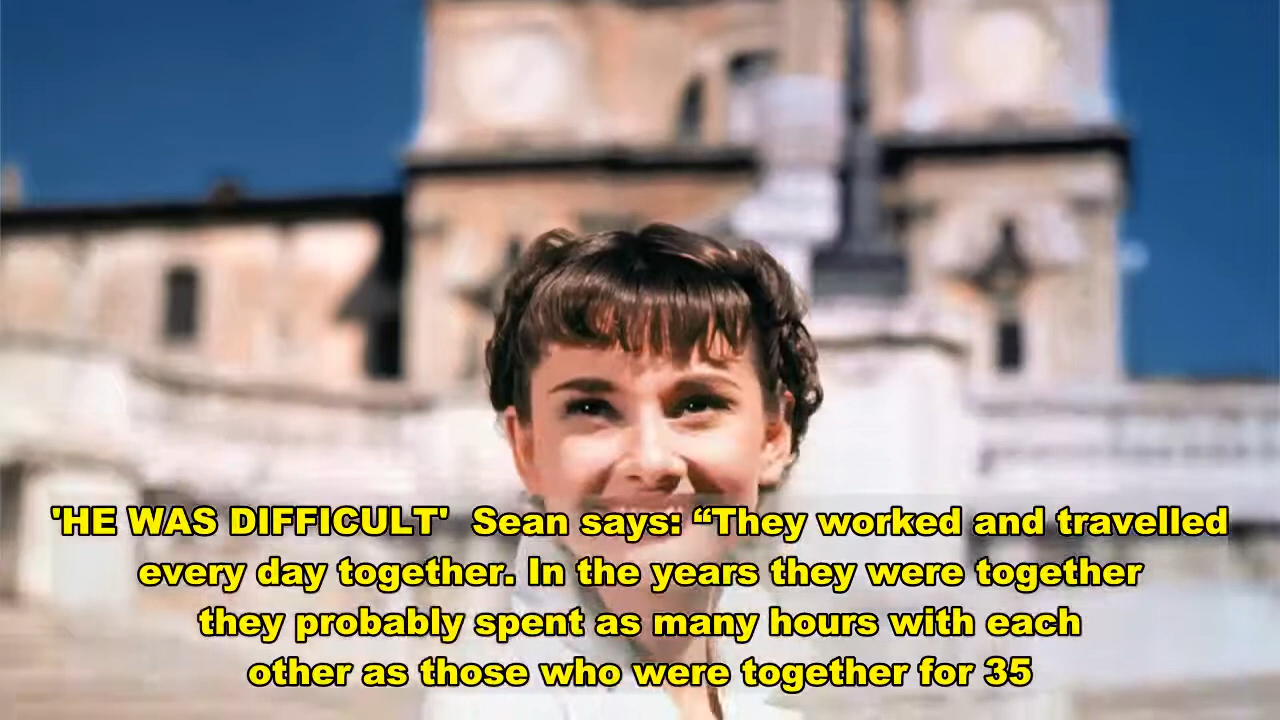 'HE WAS DIFFICULT'  Sean says: “They worked and travelled
every day together. In the years they were together
they probably spent as many hours with each
other as those who were together for 35